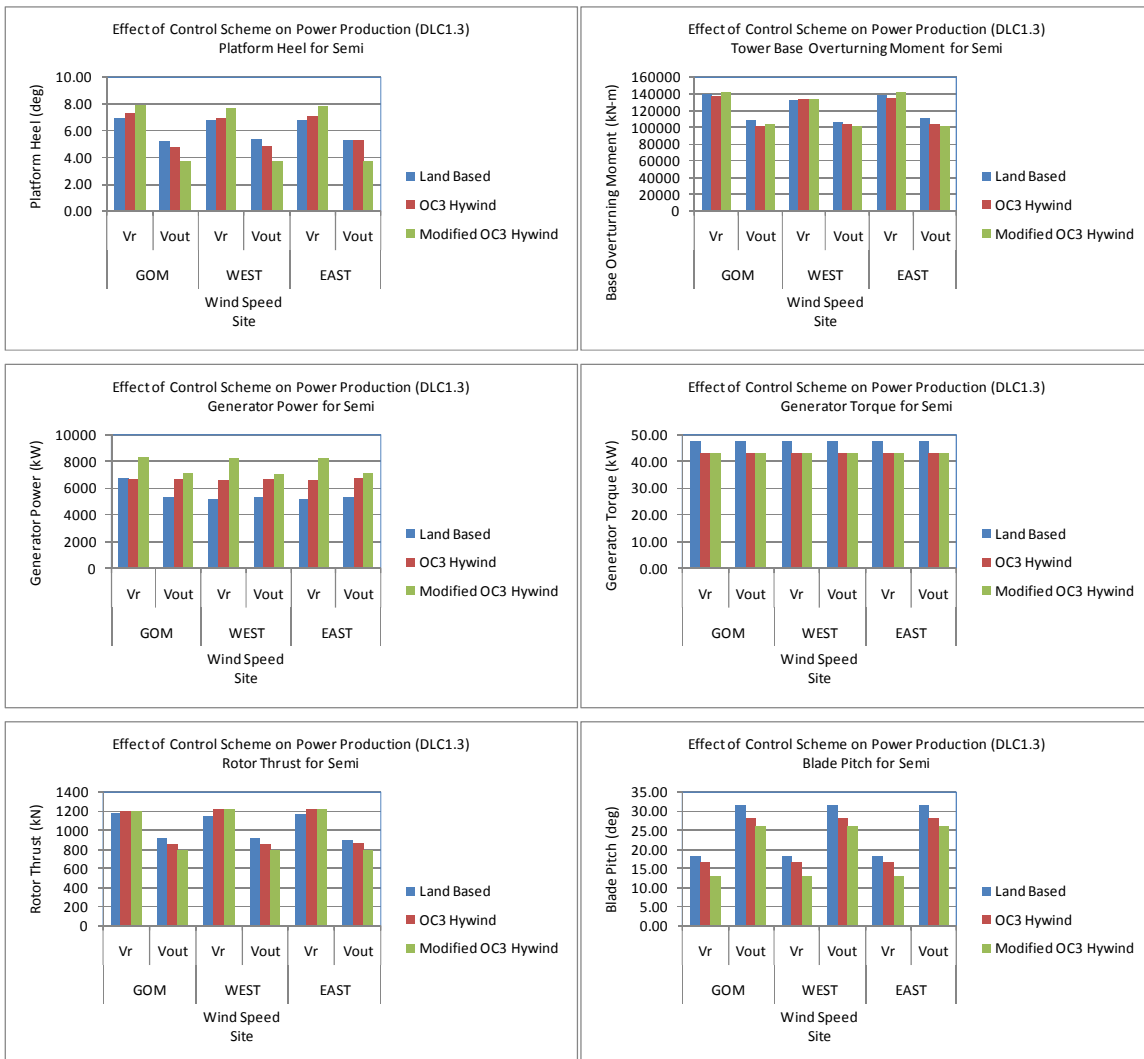 Effect of Control Scheme on Power Production (DLC1.3)
Platform Heel for Semi
Platform Heel (deg)
10.00
8.00
6.00
4.00
2.00
0.00
Vr Vout Vr Vout Vr Vout
GOM WEST EAST
Wind Speed
Site
Land Based
OC3 Hywind
Modified OC3 Hywind
Effect of Control Scheme on Power Production (DLC1.3)
Tower Base Overturning Moment for Semi
Base Overturning Moment (kN-m)
160000
140000
120000
100000
80000
60000
40000
20000
0
Vr Vout Vr Vout Vr Vout
GOM WEST EAST
Wind Speed
Site
Land Based
OC3 Hywind
Modified OC3 Hywind
Effect of Control Scheme on Power Production (DLC1.3)
Generator Power for Semi
Generator Power (kW)
10000
8000
6000
4000
2000
0
Vr Vout Vr Vout Vr Vout
GOM WEST EAST
Wind Speed
Site
Land Based
OC3 Hywind
Modified OC3 Hywind
Effect of Control Scheme on Power Production (DLC1.3)
Generator Torque for Semi
Generator Torque (kW)
50.00
40.00
30.00
20.00
10.00
0.00
Vr Vout Vr Vout Vr Vout
GOM WEST EAST
Wind Speed
Site
Land Based
OC3 Hywind
Modified OC3 Hywind
Effect of Control Scheme on Power Production (DLC1.3)
Rotor Thrust for Semi
Rotor Thrust (kN)
1400
1200
1000
800
600
400
200
0
Vr Vout Vr Vout Vr Vout
GOM WEST EAST
Wind Speed
Site
Land Based
OC3 Hywind
Modified OC3 Hywind
Effect of Control Scheme on Power Production (DLC1.3)
Blade Pitch for Semi
Blade Pitch (deg)
35.00
30.00
25.00
20.00
15.00
10.00
5.00
0.00
Vr Vout Vr Vout Vr Vout
GOM WEST EAST
Wind Speed
Site
Land Based
OC3 Hywind
Modified OC3 Hywind